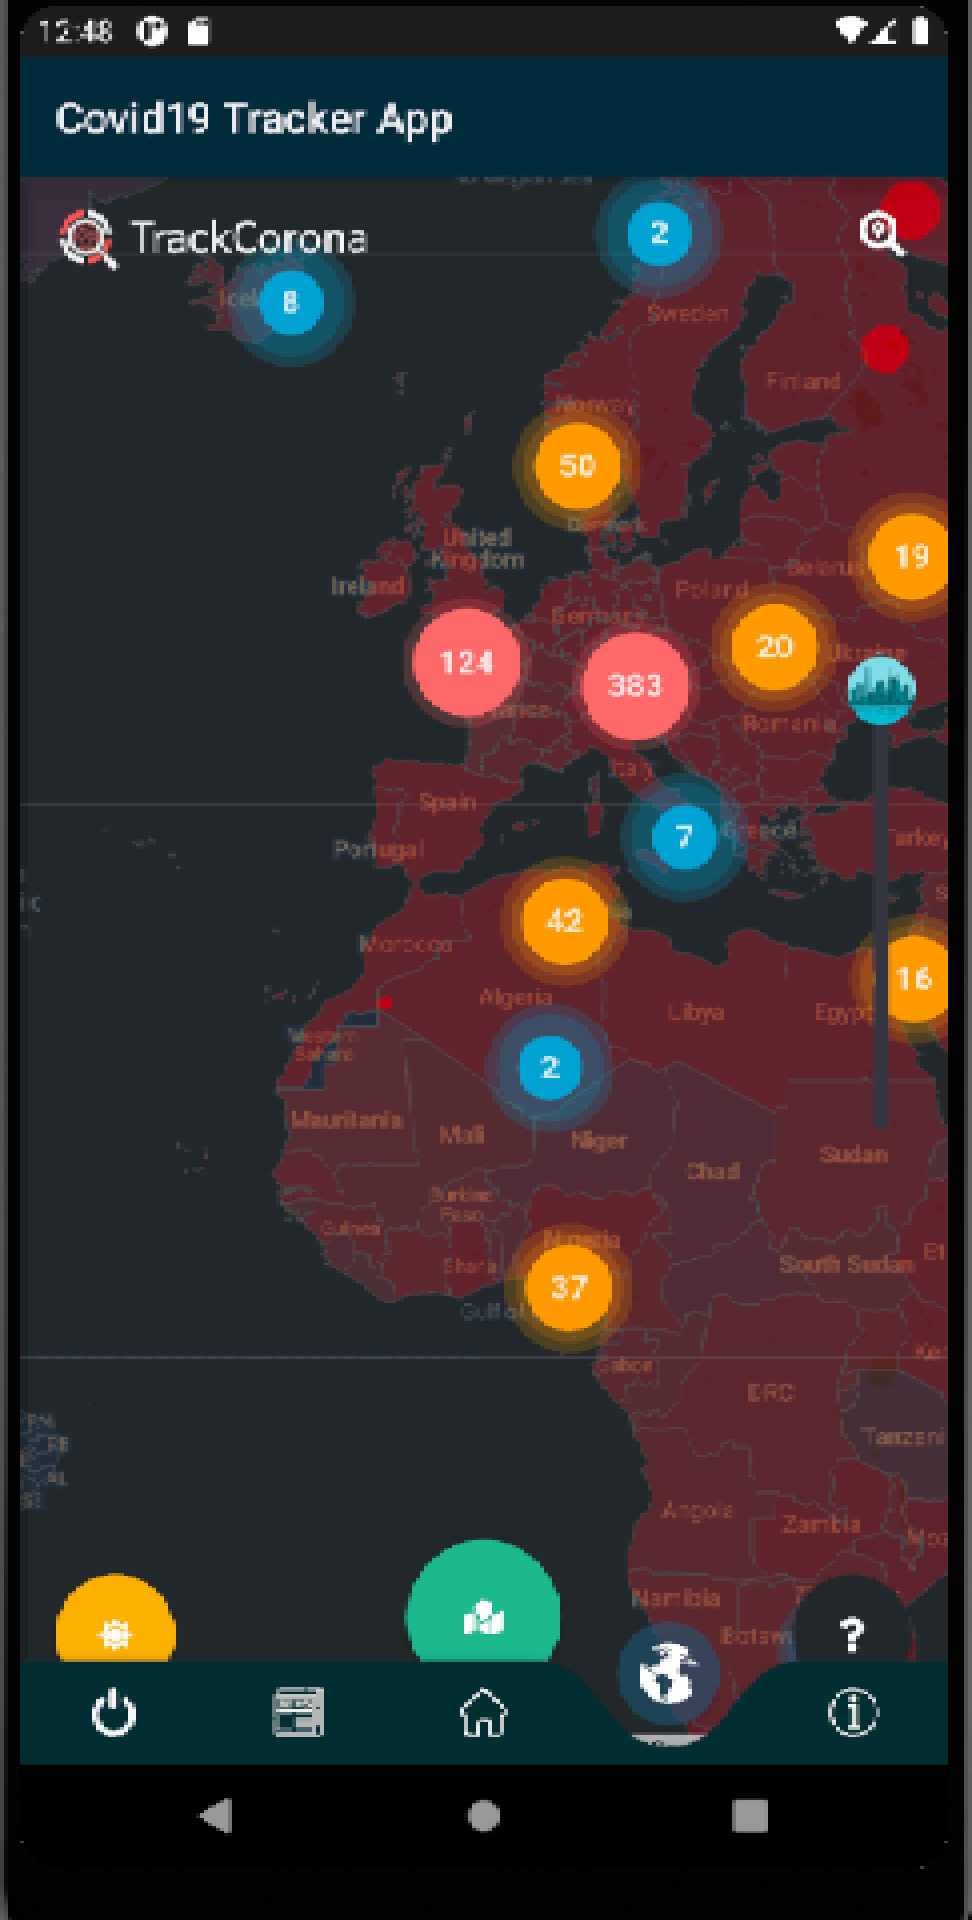 12:48
Covid19 Tracker App
TrackCorona
2
8
Sweden
Finland
Norway
50
United
Kingdom
19
Belarus
Ireland
Poland
Germany
20
Ukraine
124
383
Romania
Italy
Spain
7
Greece
Turkey
Portugal
42
Morocco
16
Algeria
Libya
Egypt
Western
Sahara
2
Mauritania
Mali
Niger
Sudan
Chad
Burkina
Faso
Guinea
Nigeria
Ghana
South Sudan
37
Gabon
DRC
Tanzani
Angola
Zambia
Namibia
Botsw
?